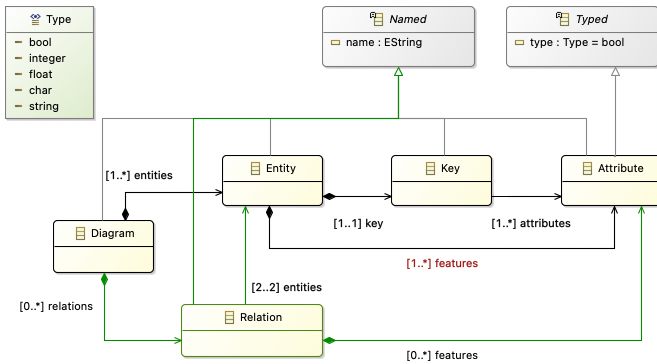 Type
bool
integer
float
char
string
Named
name : EString
Typed
type : Type = bool
Entity
Key
Attribute
[1..*] entities
[1..1] key
[1..*] attributes
Diagram
[1..*] features
[2..2] entities
[0..*] relations
Relation
[0..*] features